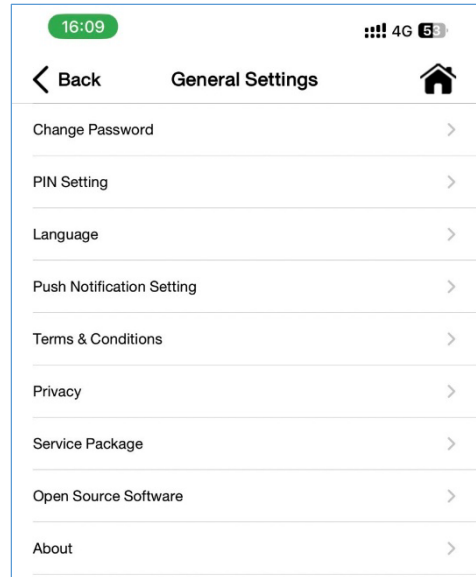 16:09
4G 53
Back General Settings
Change Password
PIN Setting
Language
Push Notification Setting
Terms & Conditions
Privacy
Service Package
Open Source Software
About